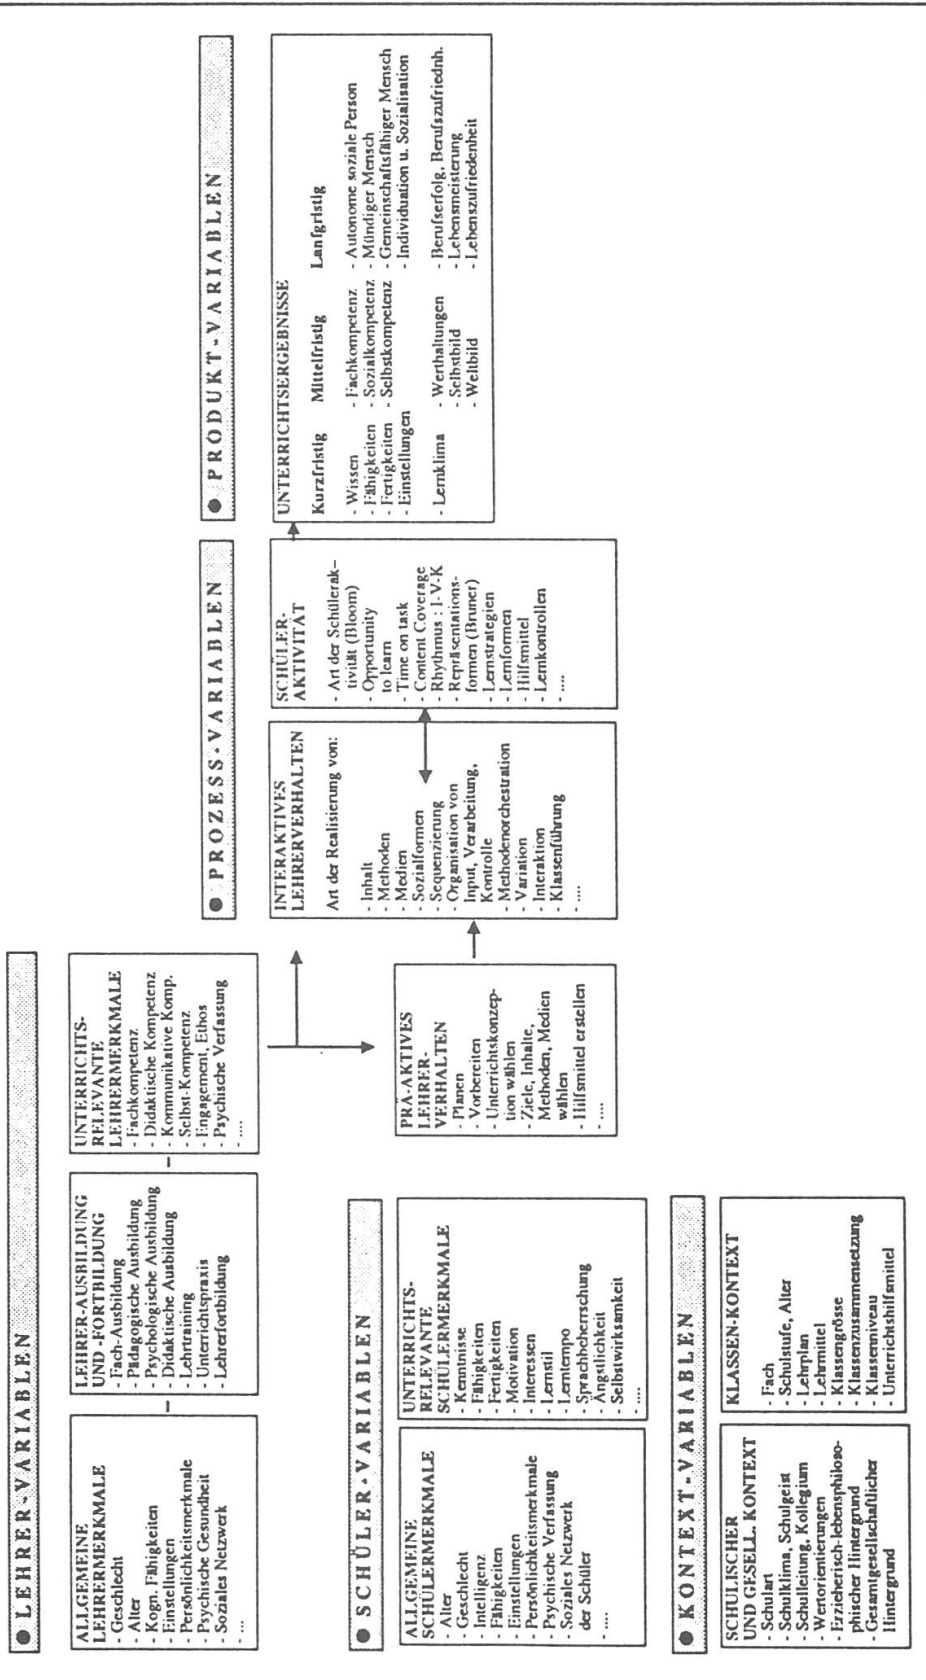 ● LEHRER-VARIABLEN
ALLGEMEINE
LEHRERMERKMALE
- Geschlecht
- Alter
- Kogn. Fähigkeiten
- Einstellungen
- Persönlichkeitsmerkmale
- Psychische Gesundheit
- Soziales Netzwerk
- ...
LEHRER-AUSBILDUNG
UND -FORTBILDUNG
- Fach-Ausbildung
- Pädagogische Ausbildung
- Psychologische Ausbildung
- Didaktische Ausbildung
- Lehrtraining
- Unterrichtspraxis
- Lehrerfortbildung
UNTERRICHTS-
RELEVANTE
LEHRERMERKMALE
- Fachkompetenz
- Didaktische Kompetenz
- Kommunikative Komp.
- Selbst-Kompetenz
- Engagement, Ethos
- Psychische Verfassung
- ....
● SCHÜLER-VARIABLEN
ALLGEMEINE
SCHÜLERMERKMALE
- Alter
- Geschlecht
- Intelligenz
- Fähigkeiten
- Einstellungen
- Persönlichkeitsmerkmale
- Psychische Verfassung
- Soziales Netzwerk
der Schüler
- ....
UNTERRICHTS-
RELEVANTE
SCHÜLERMERKMALE
- Kenntnisse
- Fähigkeiten
- Fertigkeiten
- Motivation
- Interessen
- Lernstil
- Lerntempo
- Sprachbeherrschung
- Ängstlichkeit
- Selbstwirksamkeit
- ....
● KONTEXT-VARIABLEN
SCHULISCHER
UND GESELL. KONTEXT
- Schulart
- Schulklima, Schulgeist
- Schulleitung, Kollegium
- Wertorientierungen
- Erzieherisch-lebensphiloso-
phischer Hintergrund
- Gesamtgesellschaftlicher
Hintergrund
KLASSEN-KONTEXT
- Fach
- Schulstufe, Alter
- Lehrplan
- Lehrmittel
- Klassengrösse
- Klassenzusammensetzung
- Klassenniveau
- Unterrichtshilfsmittel
PRÄ-AKTIVES
LEHRER-
VERHALTEN
- Planen
- Vorbereiten
- Unterrichtskonzep-
tion wählen
- Ziele, Inhalte,
Methoden, Medien
wählen
- Hilfsmittel erstellen
- ....
● PROZESS-VARIABLEN
INTERAKTIVES
LEHRERVERHALTEN
Art der Realisierung von:
- Inhalt
- Methoden
- Medien
- Sozialformen
- Sequenzierung
- Organisation von
Input, Verarbeitung,
Kontrolle
- Methodenorchestration
- Variation
- Interaktion
- Klassenführung
- ....
SCHÜLER-
AKTIVITÄT
- Art der Schülerak-
tivität (Bloom)
- Opportunity
to learn
- Time on task
- Content Coverage
- Rhythmus : I-V-K
- Repräsentations-
formen (Bruner)
- Lernstrategien
- Lernformen
- Hilfsmittel
- Lernkontrollen
- ....
● PRODUKT-VARIABLEN
UNTERRICHTSERGEBNISSE
Kurzfristig
- Wissen
- Fähigkeiten
- Fertigkeiten
- Einstellungen
- Lernklima
Mittelfristig
- Fachkompetenz
- Sozialkompetenz
- Selbstkompetenz
- Werthaltungen
- Selbstbild
- Weltbild
Lanfgristig
- Autonome soziale Person
- Mündiger Mensch
- Gemeinschaftsfähiger Mensch
- Individuation u. Sozialisation
- Berufserfolg, Berufszufriednh.
- Lebensmeisterung
- Lebenszufriedenheit